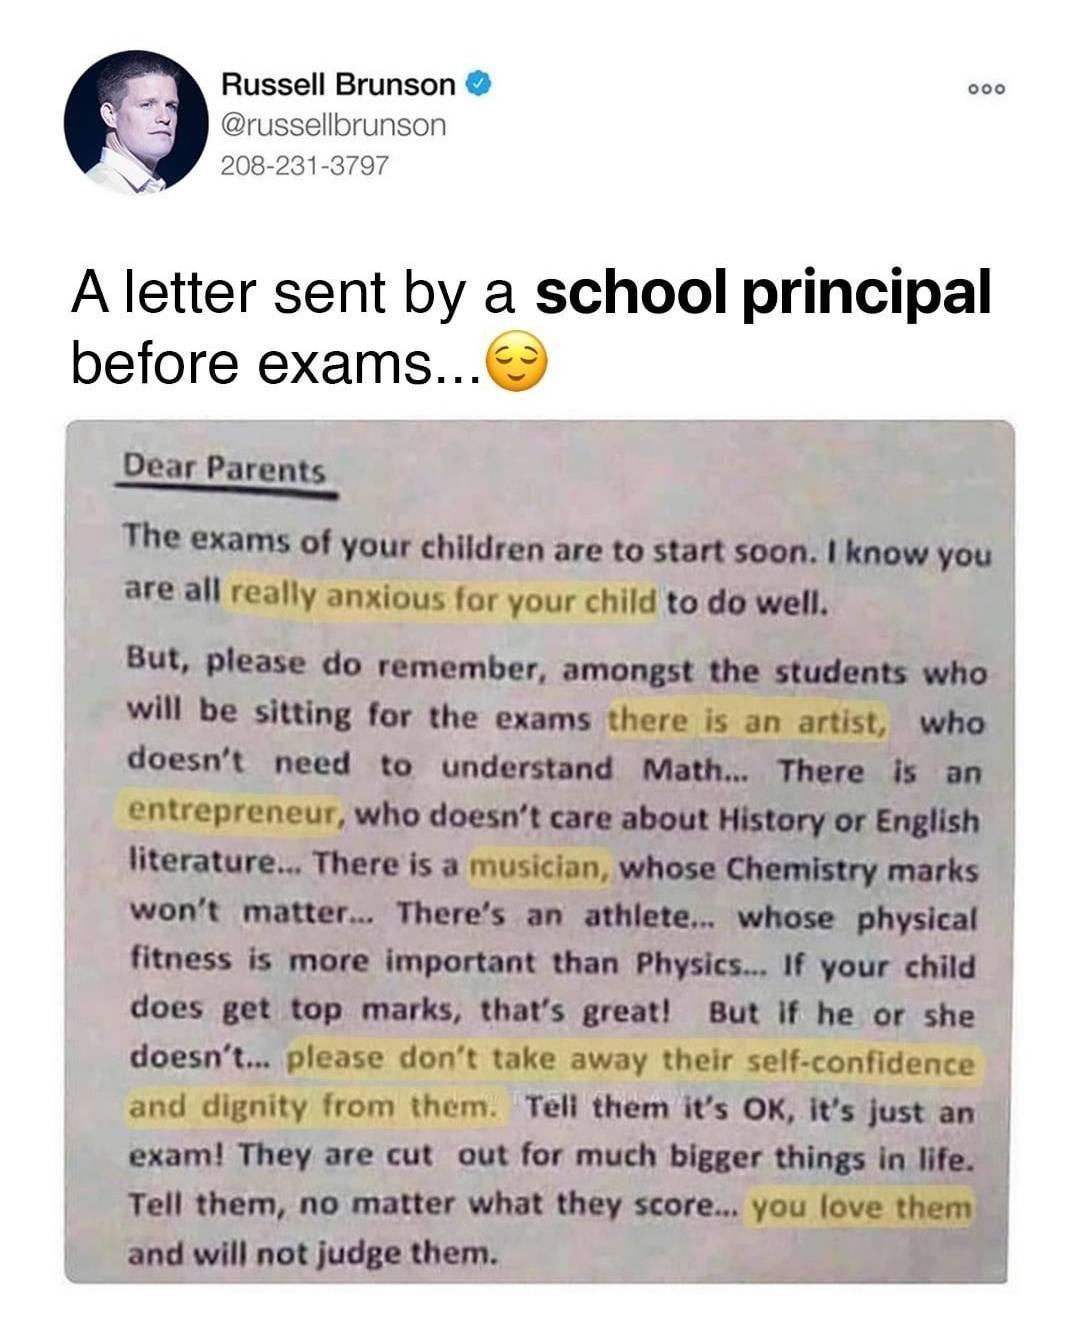 Russell Brunson
@russellbrunson
208-231-3797
A letter sent by a school principal
before exams...😌
Dear Parents
The exams of your children are to start soon. I know you
are all really anxious for your child to do well.
But, please do remember, amongst the students who
will be sitting for the exams there is an artist, who
doesn't need to understand Math... There is an
entrepreneur, who doesn't care about History or English
literature... There is a musician, whose Chemistry marks
won't matter... There's an athlete... whose physical
fitness is more important than Physics... If your child
does get top marks, that's great! But if he or she
doesn't... please don't take away their self-confidence
and dignity from them. Tell them it's OK, it's just an
exam! They are cut out for much bigger things in life.
Tell them, no matter what they score... you love them
and will not judge them.